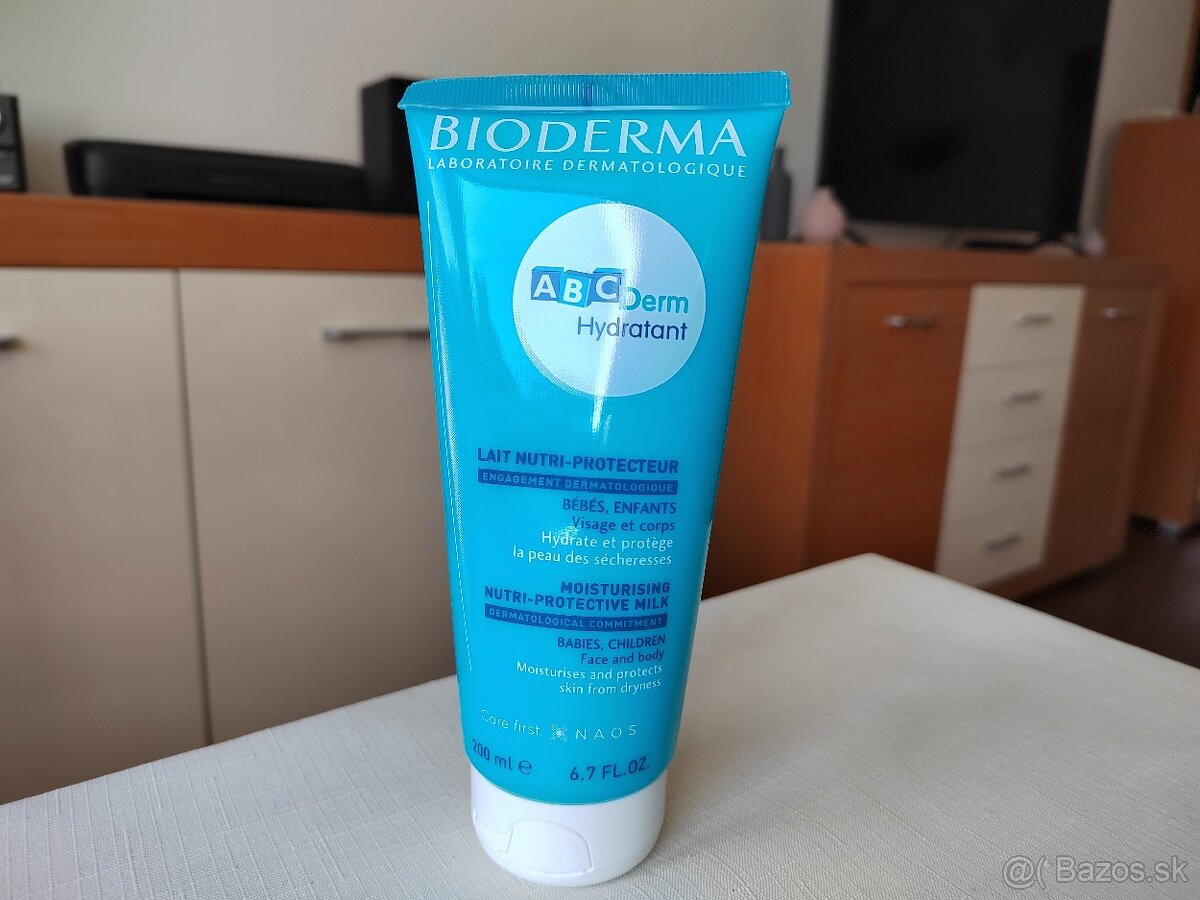 BIODERMA
LABORATOIRE DERMATOLOGIQUE
ABCDerm
Hydratant
LAIT NUTRI-PROTECTEUR
ENGAGEMENT DERMATOLOGIQUE
BÉBÉS, ENFANTS
Visage et corps
Hydrate et protège
la peau des sécheresses
MOISTURISING
NUTRI-PROTECTIVE MILK
DERMATOLOGICAL COMMITMENT
BABIES, CHILDREN
Face and body
Moisturises and protects
skin from dryness
Care first NAOS
200 ml e 6.7 FL.OZ.
@( Bazos.sk